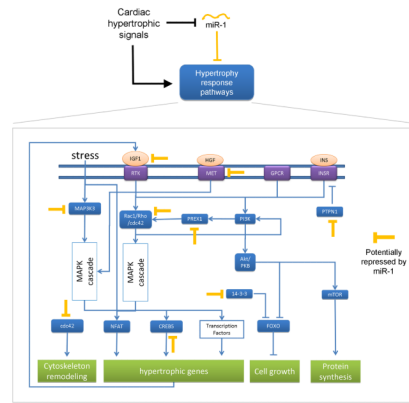 Cardiac
hypertrophic
signals
miR-1
Hypertrophy
response
pathways
stress
IGF1
HGF
INS
RTK
MET
GPCR
INSR
MAP3K3
Rac1/Rho
/cdc42
PREX1
PI3K
PTPN1
Potentially
repressed by
miR-1
MAPK
cascade
MAPK
cascade
Akt/
PKB
14-3-3
mTOR
cdc42
NFAT
CREB5
Transcription
Factors
FOXO
Cytoskeleton
remodeling
hypertrophic genes
Cell growth
Protein
synthesis